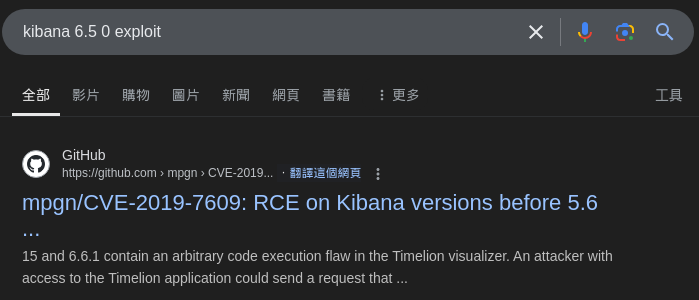 kibana 6.5 0 exploit
全部 影片 購物 圖片 新聞 網頁 書籍 更多 工具
GitHub
https://github.com › mpgn › CVE-2019... · 翻譯這個網頁
mpgn/CVE-2019-7609: RCE on Kibana versions before 5.6
...
15 and 6.6.1 contain an arbitrary code execution flaw in the Timelion visualizer. An attacker with
access to the Timelion application could send a request that ...